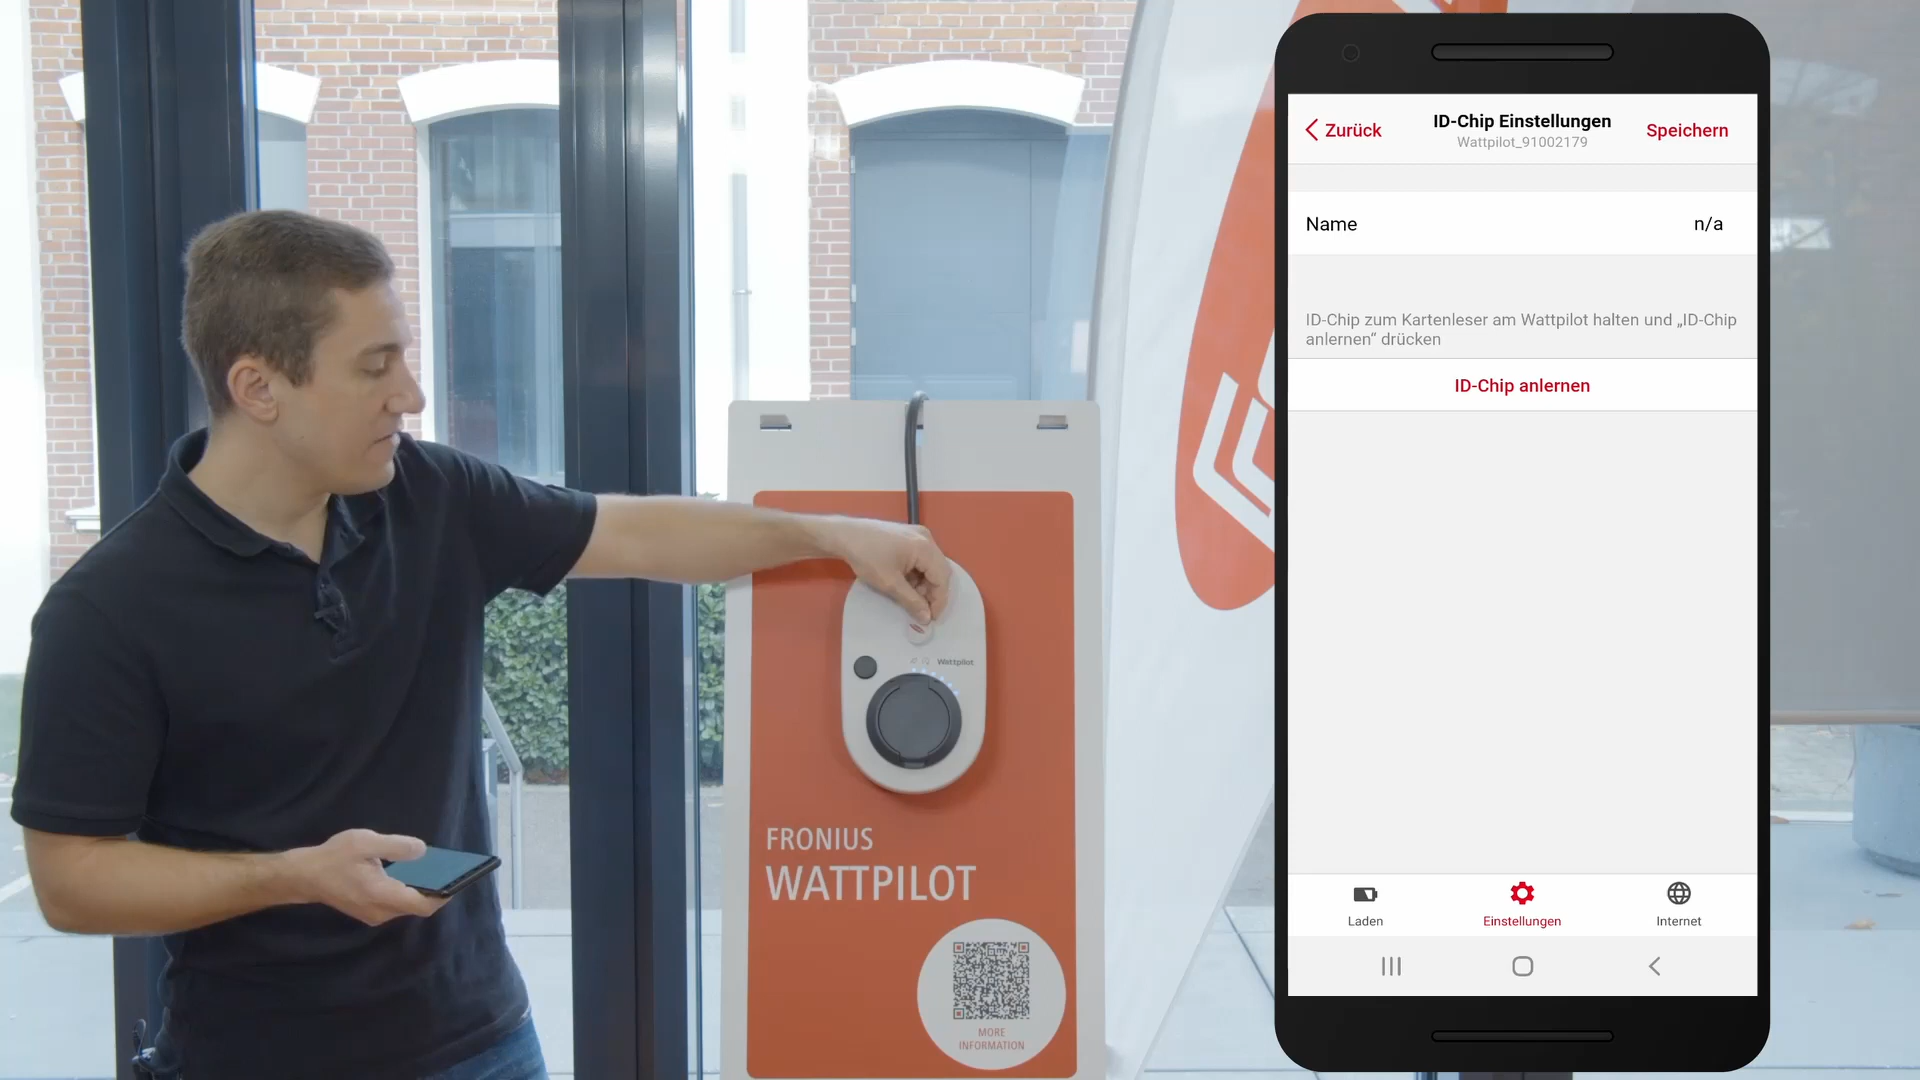 Zurück
ID-Chip Einstellungen
Wattpilot_91002179
Speichern
Name
n/a
ID-Chip zum Kartenleser am Wattpilot halten und „ID-Chip
anlernen“ drücken
ID-Chip anlernen
Laden
Einstellungen
Internet
Wattpilot
FRONIUS
WATTPILOT
MORE
INFORMATION